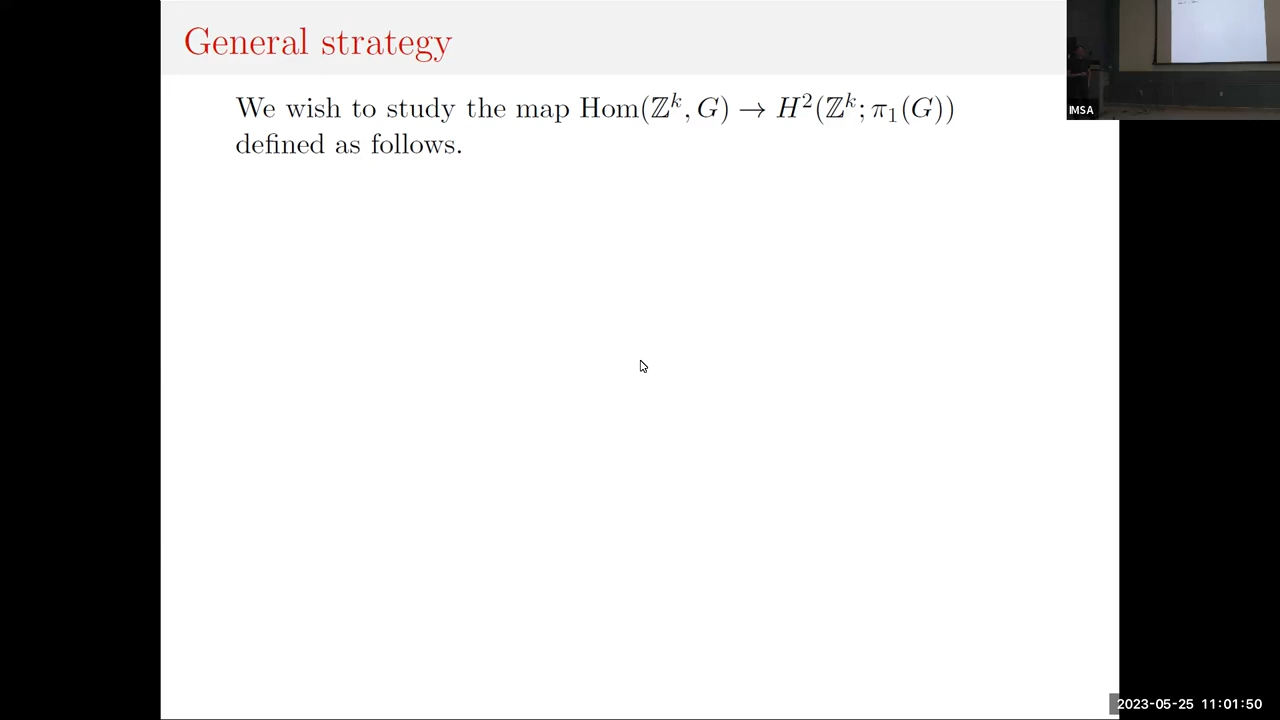 General strategy
We wish to study the map Hom(ℤ^k, G) → H^2(ℤ^k; π_1(G))
defined as follows.
IMSA
2023-05-25 11:01:50